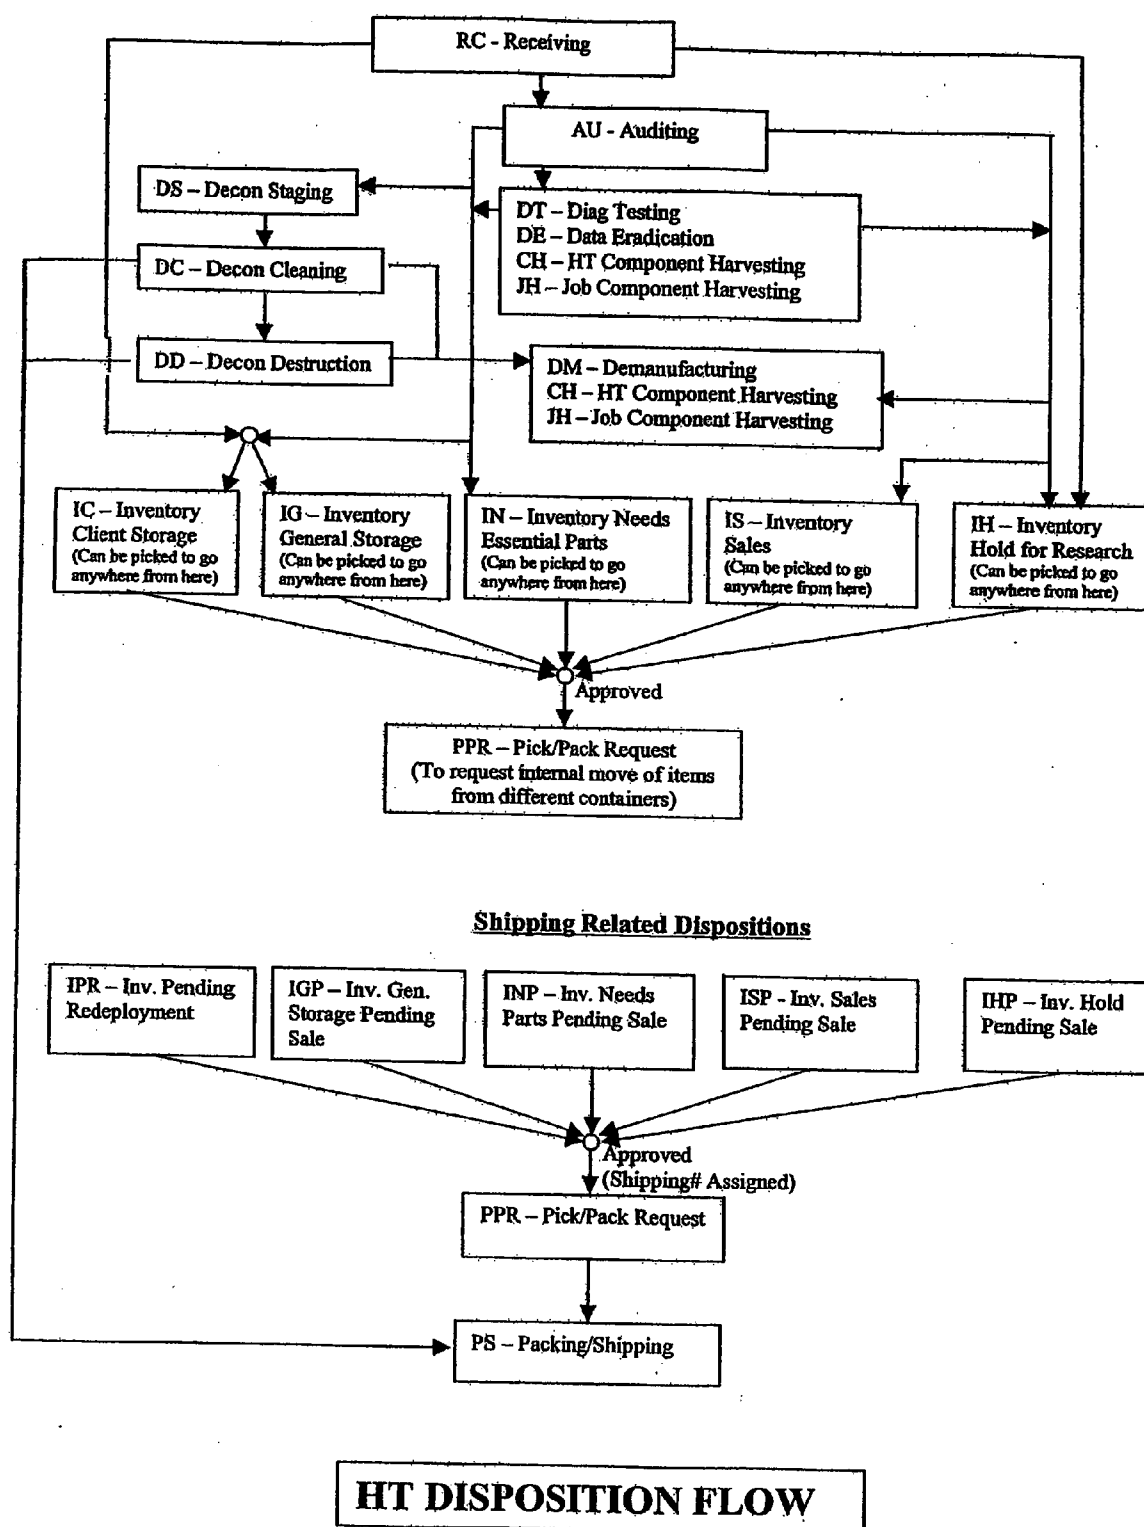 RC - Receiving
AU - Auditing
DS – Decon Staging
DT – Diag Testing
DE – Data Eradication
CH – HT Component Harvesting
JH – Job Component Harvesting
DC – Decon Cleaning
DD – Decon Destruction
DM – Demanufacturing
CH – HT Component Harvesting
JH – Job Component Harvesting
IC – Inventory
Client Storage
(Can be picked to go
anywhere from here)
IG – Inventory
General Storage
(Can be picked to go
anywhere from here)
IN – Inventory Needs
Essential Parts
(Can be picked to go
anywhere from here)
IS – Inventory
Sales
(Can be picked to go
anywhere from here)
IH – Inventory
Hold for Research
(Can be picked to go
anywhere from here)
Approved
PPR – Pick/Pack Request
(To request internal move of items
from different containers)
Shipping Related Dispositions
IPR – Inv. Pending
Redeployment
IGP – Inv. Gen.
Storage Pending
Sale
INP – Inv. Needs
Parts Pending Sale
ISP - Inv. Sales
Pending Sale
IHP – Inv. Hold
Pending Sale
Approved
(Shipping# Assigned)
PPR – Pick/Pack Request
PS – Packing/Shipping
HT DISPOSITION FLOW